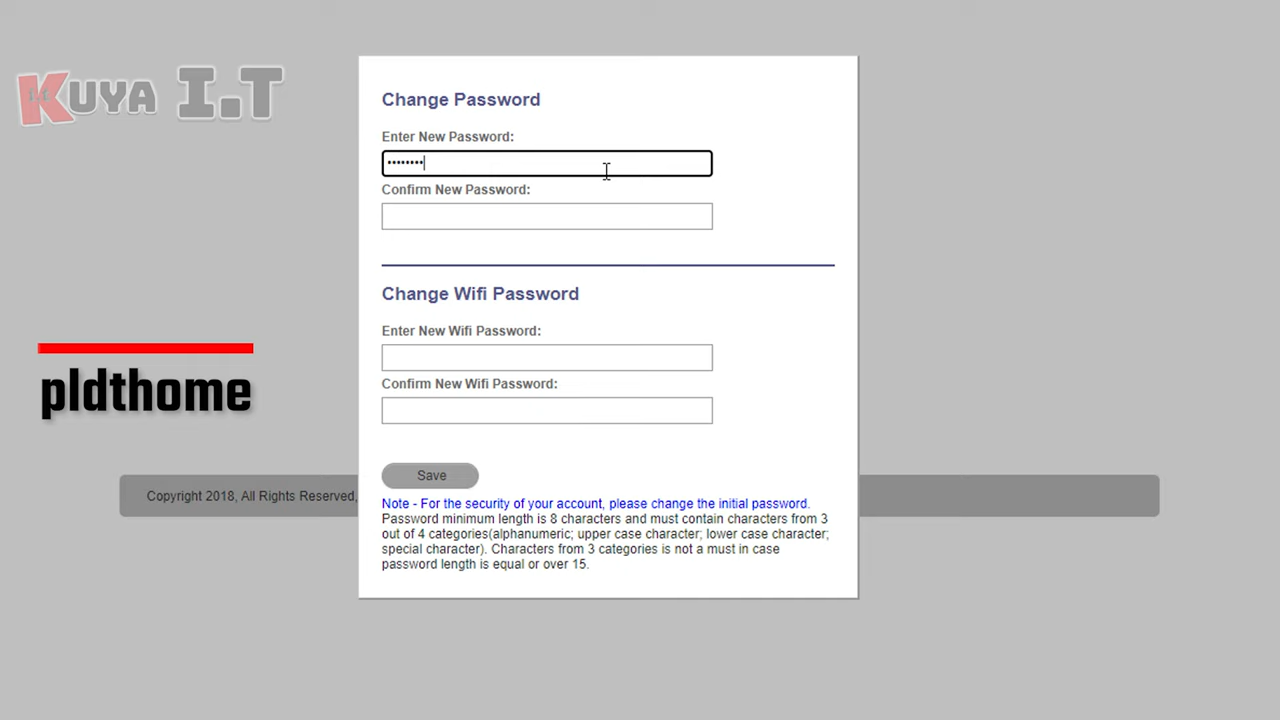 Kuya I.T
Change Password
Enter New Password:
••••••••
Confirm New Password:
Change Wifi Password
Enter New Wifi Password:
Confirm New Wifi Password:
pldthome
Save
Copyright 2018, All Rights Reserved,
Note - For the security of your account, please change the initial password.
Password minimum length is 8 characters and must contain characters from 3
out of 4 categories(alphanumeric; upper case character; lower case character;
special character). Characters from 3 categories is not a must in case
password length is equal or over 15.